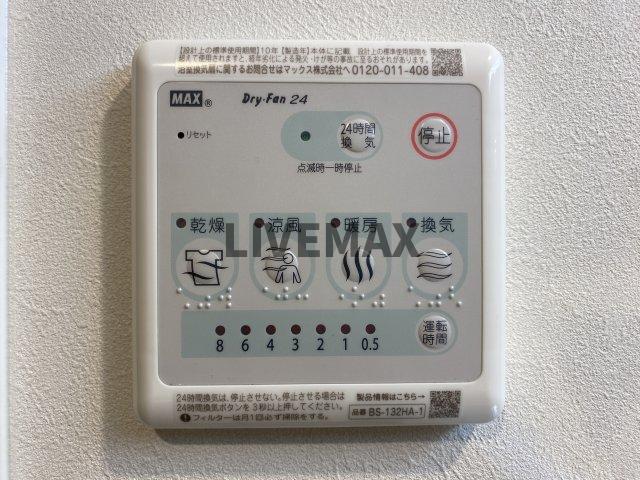 【設計上の標準使用期間】10年【製造年】本体に記載 設計上の標準使用期間を
超えて使用されますと、経年劣化による発火・けが等の事故に至るおそれがあります。
浴室換気扇に関するお問合せはマックス株式会社へ 0120-011-408
MAX® Dry・Fan 24
リセット
24時間
換気
停止
点滅時一時停止
乾燥 涼風 暖房 換気
LIVEMAX
8 6 4 3 2 1 0.5
運転
時間
24時間換気は、停止させない。停止させる場合は
24時間換気ボタンを3秒以上押してください。
フィルターは月1回必ず掃除をする。
製品情報はこちら→
品番 BS-132HA-1